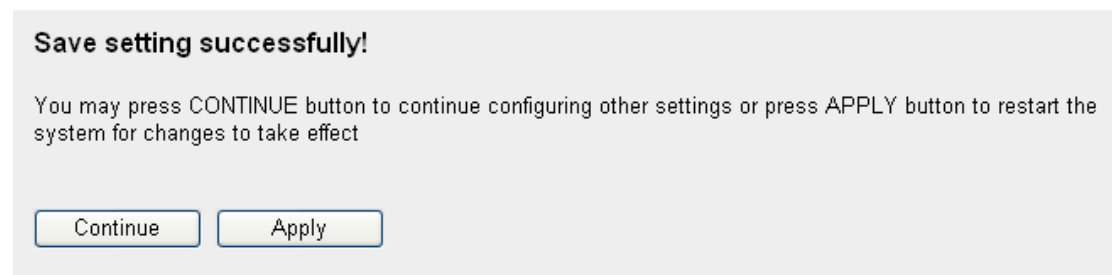 Save setting successfully!
You may press CONTINUE button to continue configuring other settings or press APPLY button to restart the
system for changes to take effect
Continue
Apply